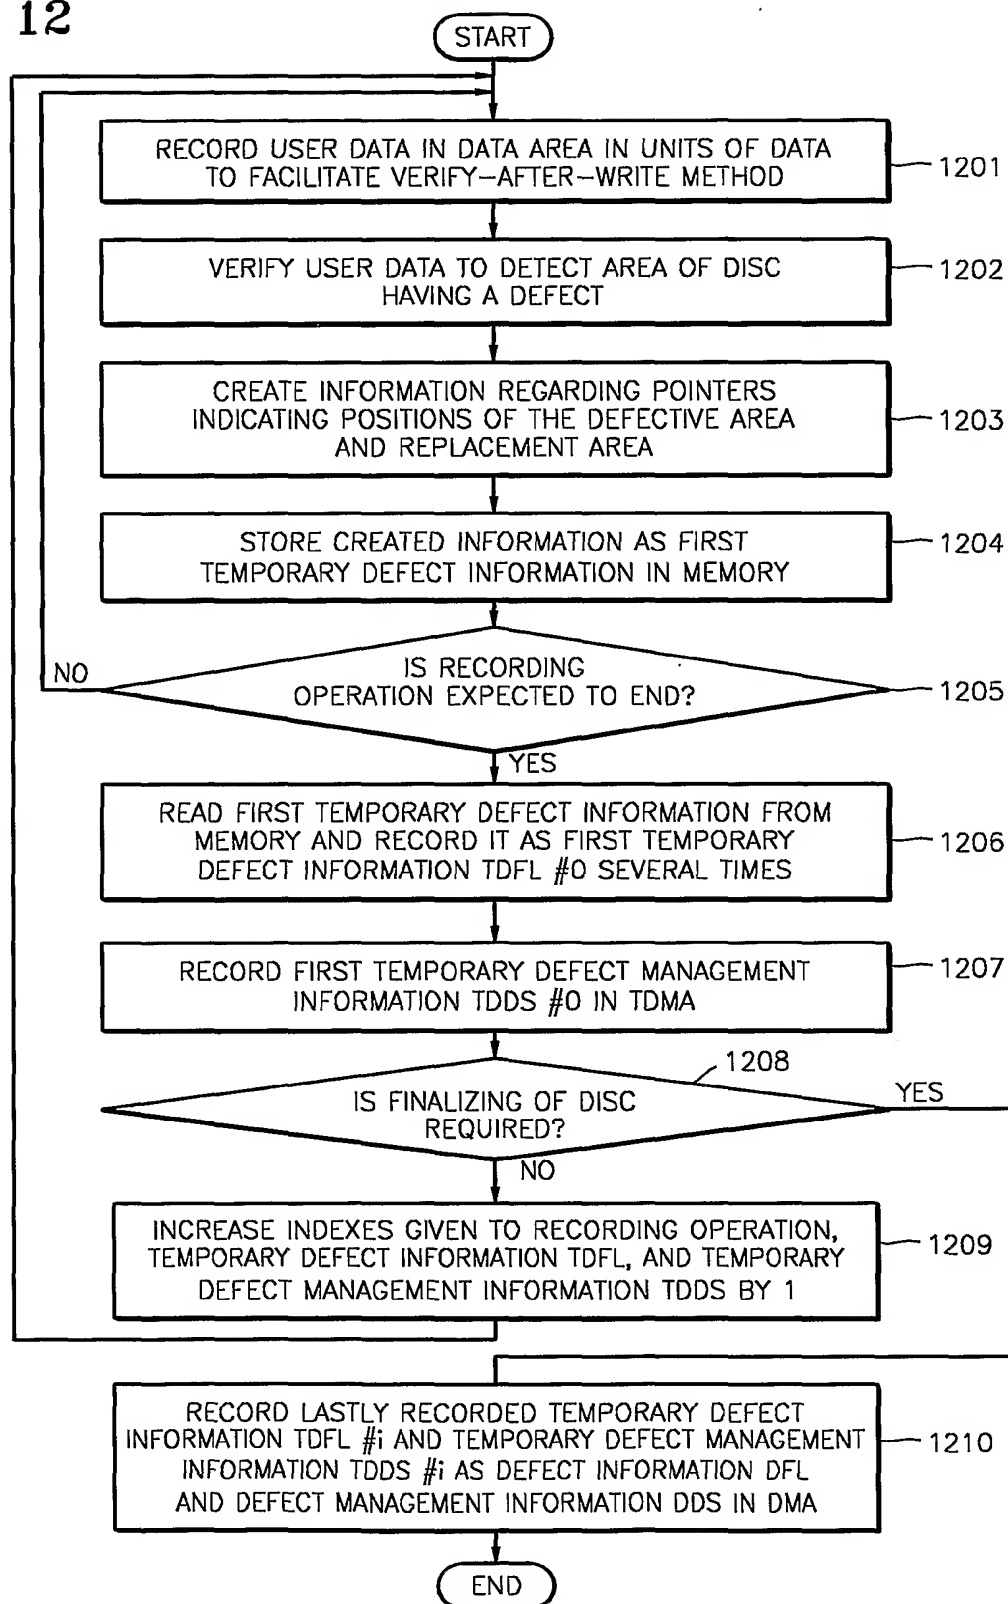 12
START
RECORD USER DATA IN DATA AREA IN UNITS OF DATA
TO FACILITATE VERIFY-AFTER-WRITE METHOD
1201
VERIFY USER DATA TO DETECT AREA OF DISC
HAVING A DEFECT
1202
CREATE INFORMATION REGARDING POINTERS
INDICATING POSITIONS OF THE DEFECTIVE AREA
AND REPLACEMENT AREA
1203
STORE CREATED INFORMATION AS FIRST
TEMPORARY DEFECT INFORMATION IN MEMORY
1204
IS RECORDING
OPERATION EXPECTED TO END?
1205
NO
YES
READ FIRST TEMPORARY DEFECT INFORMATION FROM
MEMORY AND RECORD IT AS FIRST TEMPORARY
DEFECT INFORMATION TDFL #0 SEVERAL TIMES
1206
RECORD FIRST TEMPORARY DEFECT MANAGEMENT
INFORMATION TDDS #0 IN TDMA
1207
1208
IS FINALIZING OF DISC
REQUIRED?
YES
NO
INCREASE INDEXES GIVEN TO RECORDING OPERATION,
TEMPORARY DEFECT INFORMATION TDFL, AND TEMPORARY
DEFECT MANAGEMENT INFORMATION TDDS BY 1
1209
RECORD LASTLY RECORDED TEMPORARY DEFECT
INFORMATION TDFL #i AND TEMPORARY DEFECT MANAGEMENT
INFORMATION TDDS #i AS DEFECT INFORMATION DFL
AND DEFECT MANAGEMENT INFORMATION DDS IN DMA
1210
END